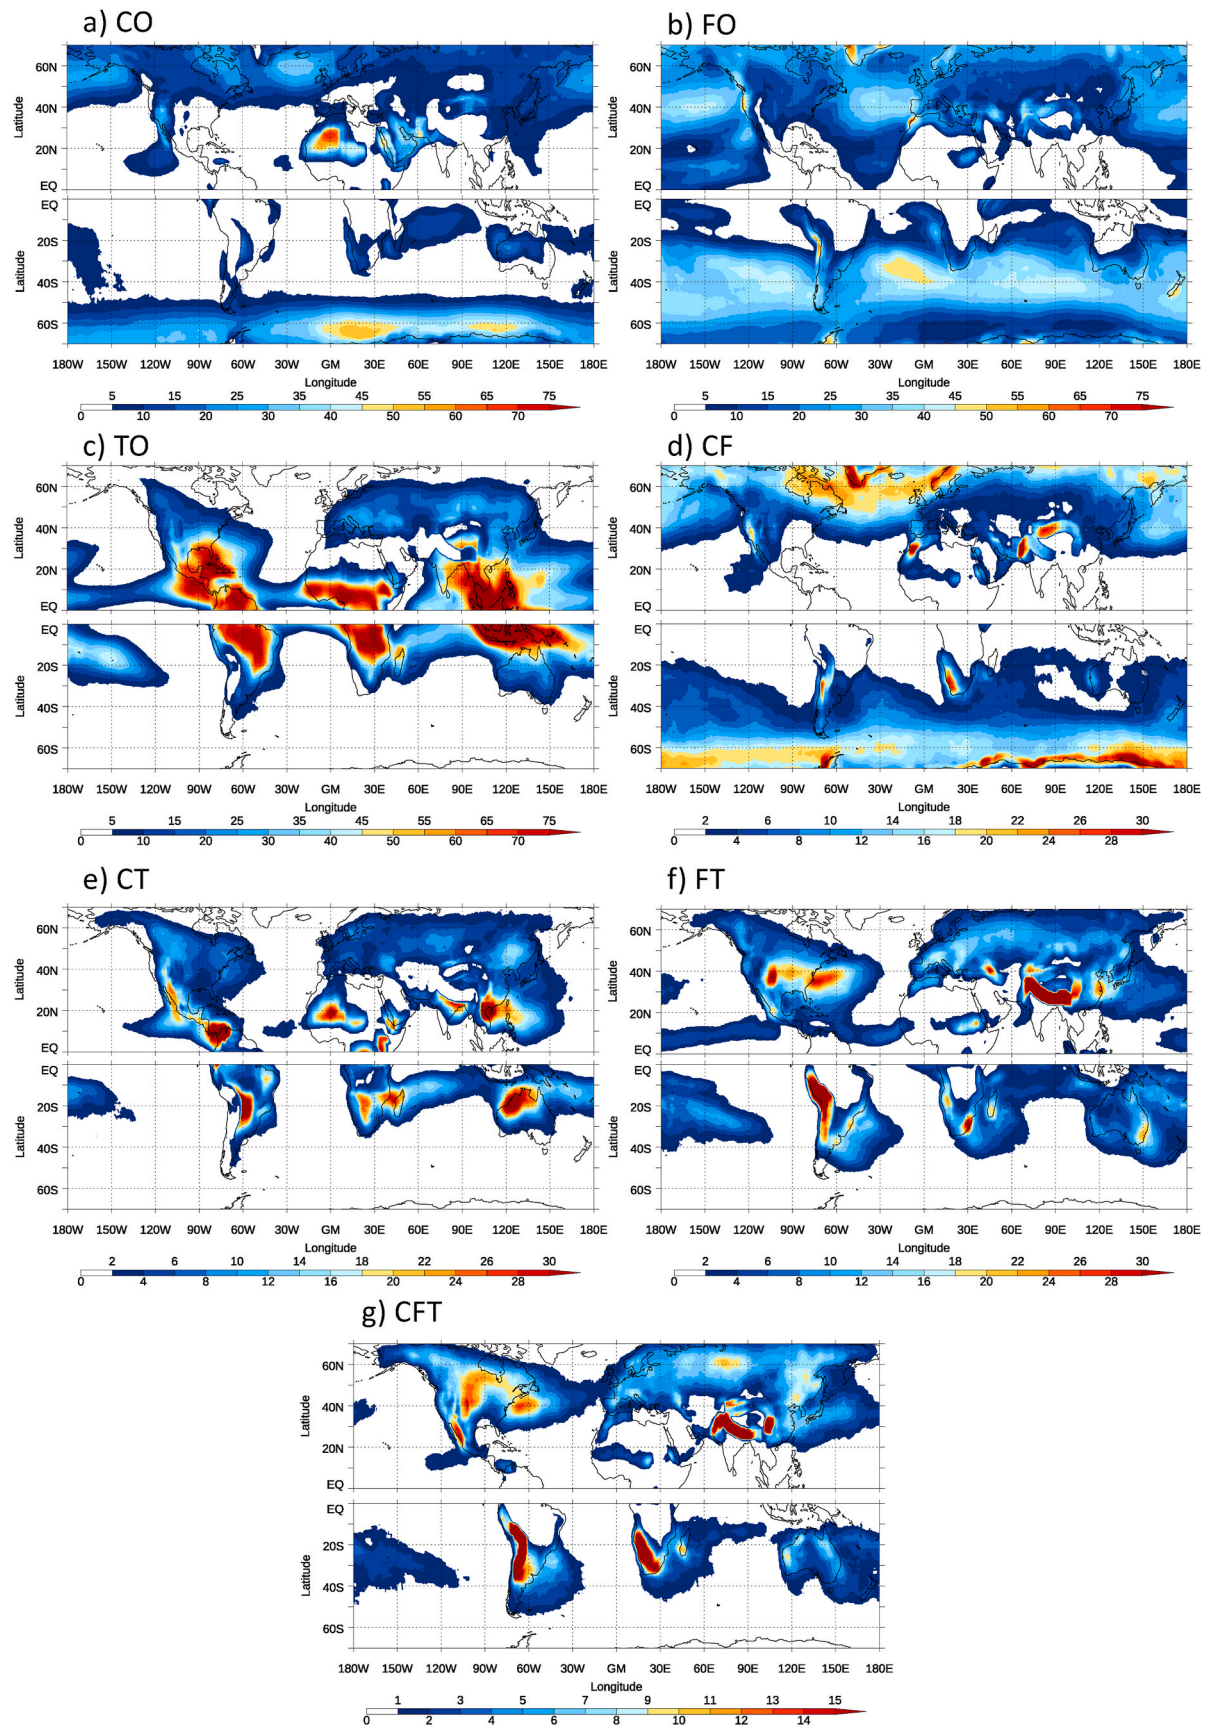 a) CO
b) FO
60N
40N
20N
EQ
Latitude
EQ
20S
40S
60S
Latitude
180W 150W 120W 90W 60W 30W GM 30E 60E 90E 120E 150E 180E
Longitude
5 15 25 35 45 55 65 75
0 10 20 30 40 50 60 70
60N
40N
20N
EQ
Latitude
EQ
20S
40S
60S
Latitude
180W 150W 120W 90W 60W 30W GM 30E 60E 90E 120E 150E 180E
Longitude
5 15 25 35 45 55 65 75
0 10 20 30 40 50 60 70
c) TO
d) CF
60N
40N
20N
EQ
Latitude
EQ
20S
40S
60S
Latitude
180W 150W 120W 90W 60W 30W GM 30E 60E 90E 120E 150E 180E
Longitude
5 15 25 35 45 55 65 75
0 10 20 30 40 50 60 70
60N
40N
20N
EQ
Latitude
EQ
20S
40S
60S
Latitude
180W 150W 120W 90W 60W 30W GM 30E 60E 90E 120E 150E 180E
Longitude
2 6 10 14 18 22 26 30
0 4 8 12 16 20 24 28
e) CT
f) FT
60N
40N
20N
EQ
Latitude
EQ
20S
40S
60S
Latitude
180W 150W 120W 90W 60W 30W GM 30E 60E 90E 120E 150E 180E
Longitude
2 6 10 14 18 22 26 30
0 4 8 12 16 20 24 28
60N
40N
20N
EQ
Latitude
EQ
20S
40S
60S
Latitude
180W 150W 120W 90W 60W 30W GM 30E 60E 90E 120E 150E 180E
Longitude
2 6 10 14 18 22 26 30
0 4 8 12 16 20 24 28
g) CFT
60N
40N
20N
EQ
Latitude
EQ
20S
40S
60S
Latitude
180W 150W 120W 90W 60W 30W GM 30E 60E 90E 120E 150E 180E
Longitude
1 3 5 7 9 11 13 15
0 2 4 6 8 10 12 14